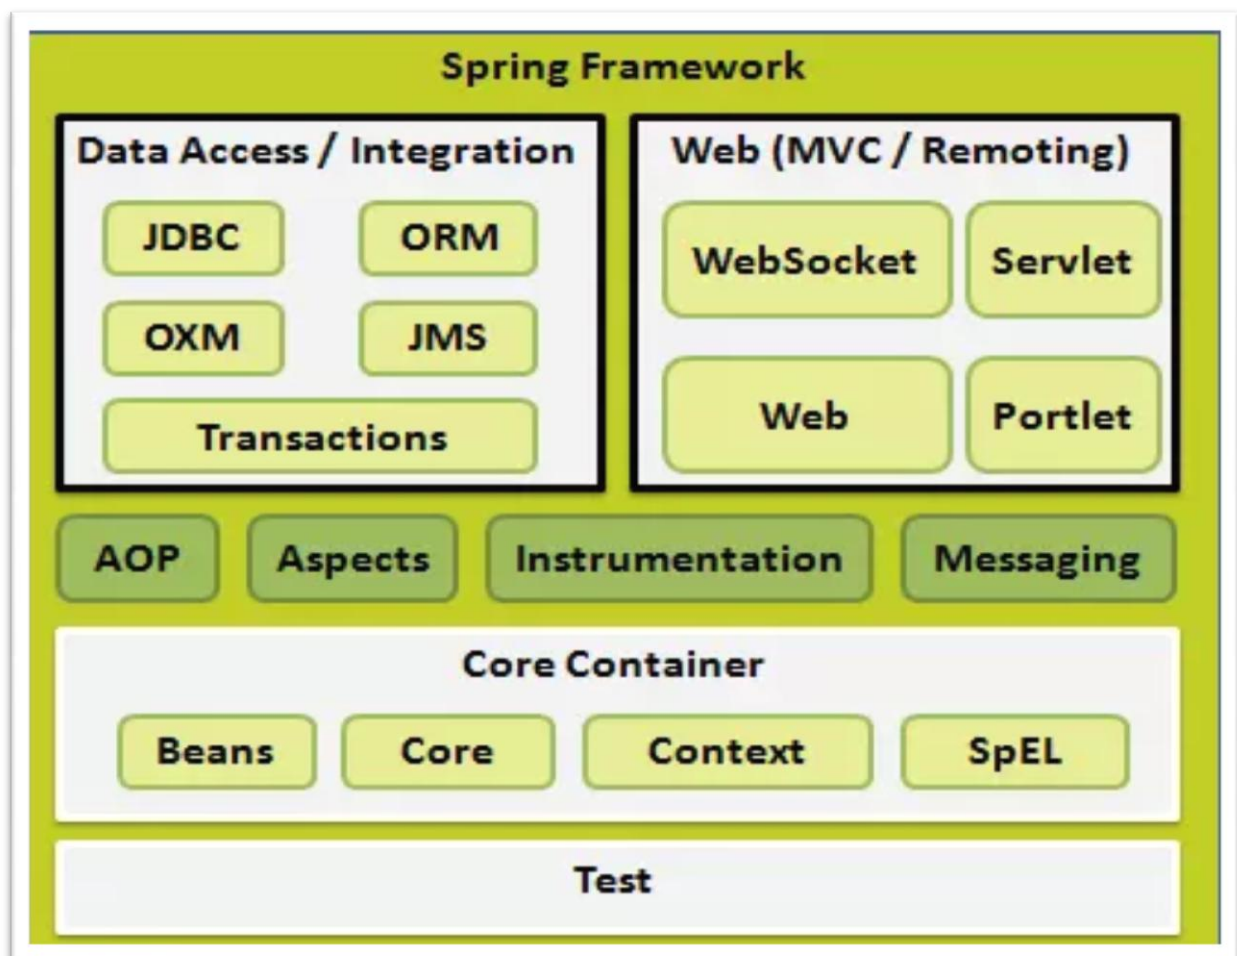 Spring Framework
Data Access / Integration
JDBC
ORM
OXM
JMS
Transactions
Web (MVC / Remoting)
WebSocket
Servlet
Web
Portlet
AOP
Aspects
Instrumentation
Messaging
Core Container
Beans
Core
Context
SpEL
Test